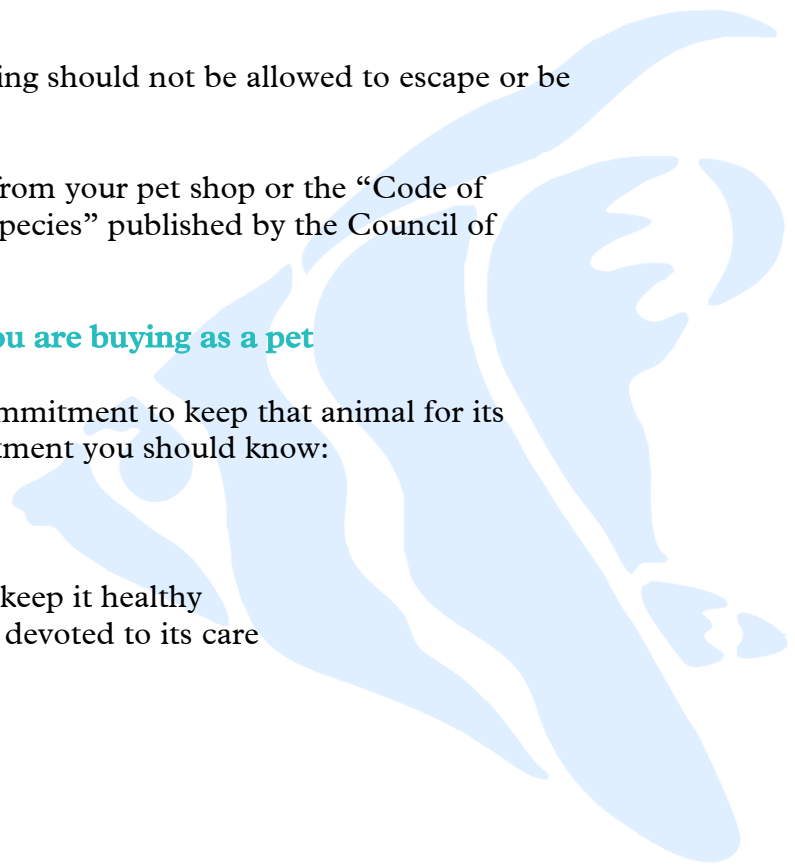 ing should not be allowed to escape or be
from your pet shop or the “Code of
pecies” published by the Council of
ou are buying as a pet
mmitment to keep that animal for its
tment you should know:
keep it healthy
devoted to its care